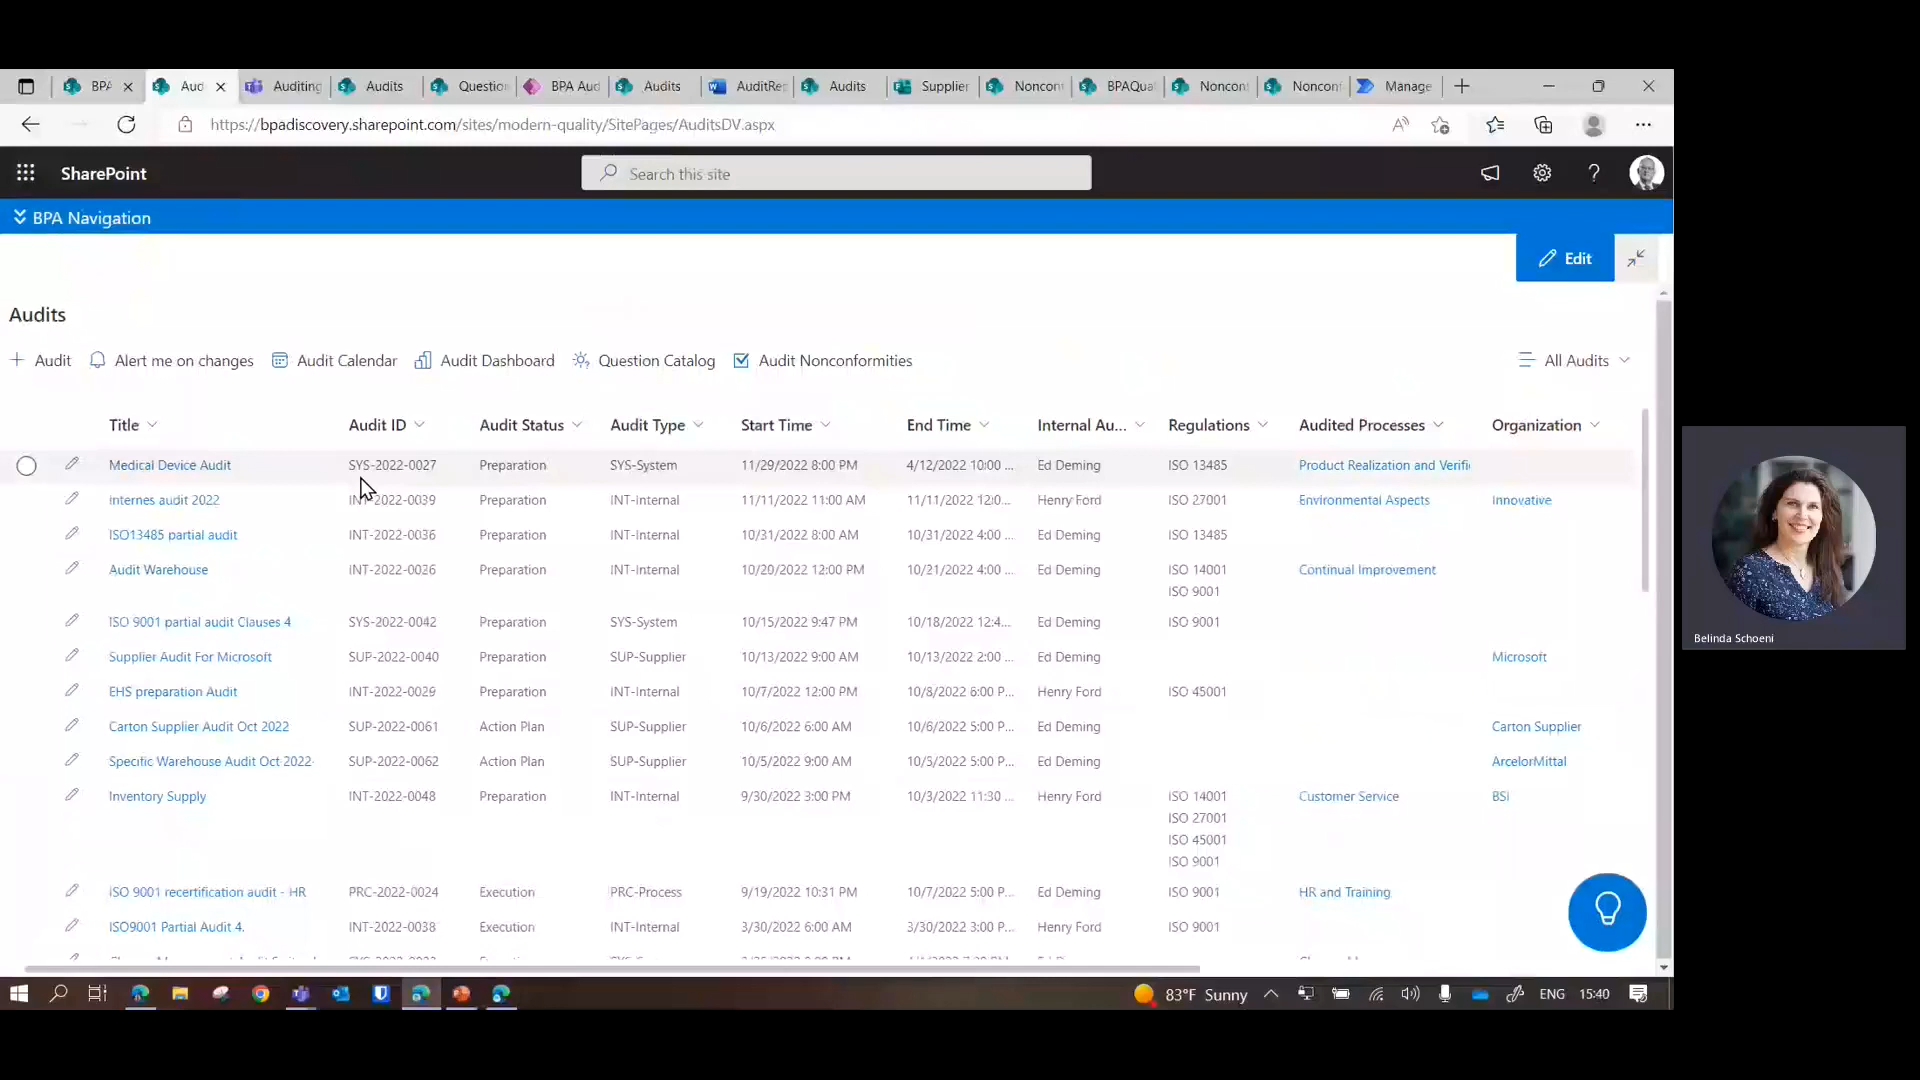 BPA
Aud
Auditing
Audits
Question
BPA Aud
Audits
AuditRe
Audits
Supplier
Noncon
BPAQua
Noncon
Noncon
Manage
https://bpadiscovery.sharepoint.com/sites/modern-quality/SitePages/AuditsDV.aspx
SharePoint
Search this site
BPA Navigation
Edit
Audits
Audit
Alert me on changes
Audit Calendar
Audit Dashboard
Question Catalog
Audit Nonconformities
All Audits
Title Audit ID Audit Status Audit Type Start Time End Time Internal Au... Regulations Audited Processes Organization
Medical Device Audit SYS-2022-0027 Preparation SYS-System 11/29/2022 8:00 PM 4/12/2022 10:00 ... Ed Deming ISO 13485 Product Realization and Verifi
internes audit 2022 INT-2022-0039 Preparation INT-Internal 11/11/2022 11:00 AM 11/11/2022 12:0... Henry Ford ISO 27001 Environmental Aspects Innovative
ISO13485 partial audit INT-2022-0036 Preparation INT-Internal 10/31/2022 8:00 AM 10/31/2022 4:00 ... Ed Deming ISO 13485
Audit Warehouse INT-2022-0026 Preparation INT-Internal 10/20/2022 12:00 PM 10/21/2022 4:00 ... Ed Deming ISO 14001 Continual Improvement
ISO 9001
ISO 9001 partial audit Clauses 4 SYS-2022-0042 Preparation SYS-System 10/15/2022 9:47 PM 10/18/2022 12:4... Ed Deming ISO 9001
Supplier Audit For Microsoft SUP-2022-0040 Preparation SUP-Supplier 10/13/2022 9:00 AM 10/13/2022 2:00 ... Ed Deming Microsoft
EHS preparation Audit INT-2022-0029 Preparation INT-Internal 10/7/2022 12:00 PM 10/8/2022 6:00 P... Henry Ford ISO 45001
Carton Supplier Audit Oct 2022 SUP-2022-0061 Action Plan SUP-Supplier 10/6/2022 6:00 AM 10/6/2022 5:00 P... Ed Deming Carton Supplier
Specific Warehouse Audit Oct 2022- SUP-2022-0062 Action Plan SUP-Supplier 10/5/2022 9:00 AM 10/5/2022 5:00 P... Ed Deming ArcelorMittal
Inventory Supply INT-2022-0048 Preparation INT-Internal 9/30/2022 3:00 PM 10/3/2022 11:30 ... Henry Ford ISO 14001 Customer Service BSI
ISO 27001
ISO 45001
ISO 9001
ISO 9001 recertification audit - HR PRC-2022-0024 Execution PRC-Process 9/19/2022 10:31 PM 10/7/2022 5:00 P... Ed Deming ISO 9001 HR and Training
ISO9001 Partial Audit 4. INT-2022-0038 Execution INT-Internal 3/30/2022 6:00 AM 3/30/2022 3:00 P... Henry Ford ISO 9001
83°F Sunny
ENG
15:40
Belinda Schoeni